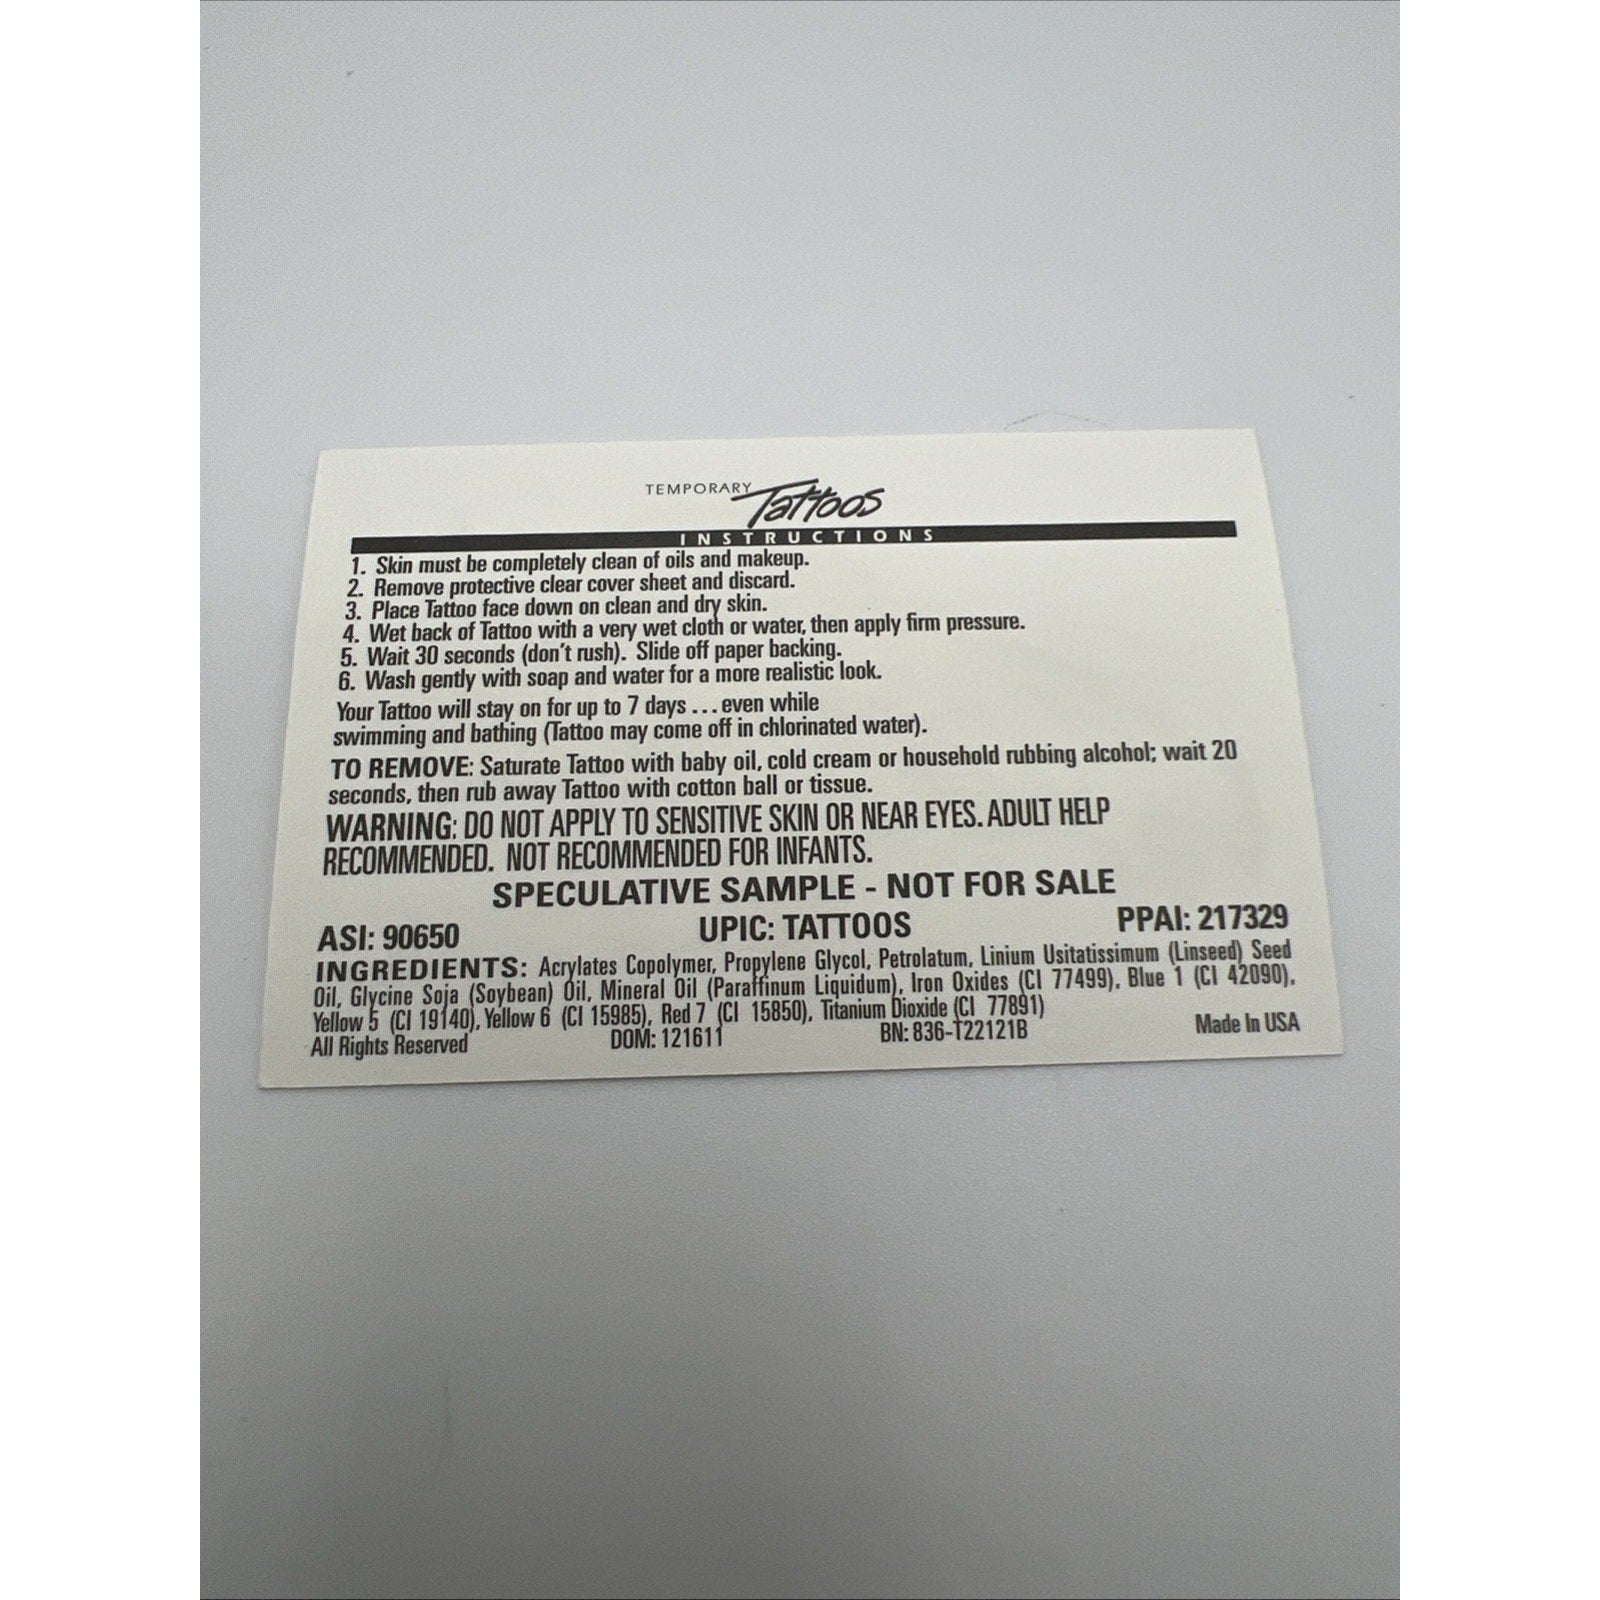 TEMPORARY Tattoos
INSTRUCTIONS
1. Skin must be completely clean of oils and makeup.
2. Remove protective clear cover sheet and discard.
3. Place Tattoo face down on clean and dry skin.
4. Wet back of Tattoo with a very wet cloth or water, then apply firm pressure.
5. Wait 30 seconds (don't rush). Slide off paper backing.
6. Wash gently with soap and water for a more realistic look.
Your Tattoo will stay on for up to 7 days ... even while
swimming and bathing (Tattoo may come off in chlorinated water).
TO REMOVE: Saturate Tattoo with baby oil, cold cream or household rubbing alcohol; wait 20
seconds, then rub away Tattoo with cotton ball or tissue.
WARNING: DO NOT APPLY TO SENSITIVE SKIN OR NEAR EYES. ADULT HELP
RECOMMENDED. NOT RECOMMENDED FOR INFANTS.
SPECULATIVE SAMPLE - NOT FOR SALE
ASI: 90650 UPIC: TATTOOS PPAI: 217329
INGREDIENTS: Acrylates Copolymer, Propylene Glycol, Petrolatum, Linium Usitatissimum (Linseed) Seed
Oil, Glycine Soja (Soybean) Oil, Mineral Oil (Paraffinum Liquidum), Iron Oxides (CI 77499), Blue 1 (CI 42090),
Yellow 5 (CI 19140), Yellow 6 (CI 15985), Red 7 (CI 15850), Titanium Dioxide (CI 77891)
All Rights Reserved DOM: 121611 BN: 836-T22121B Made In USA